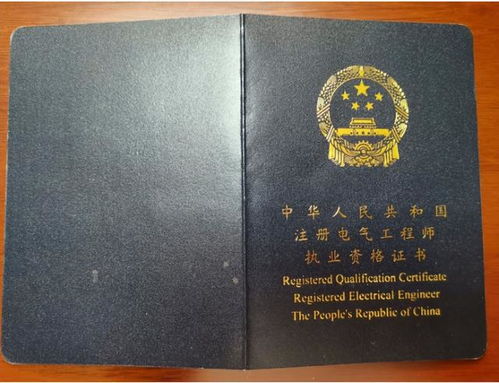 中华人民共和国
注册电气工程师
执业资格证书
Registered Qualification Certificate
Registered Electrical Engineer
The People's Republic of China